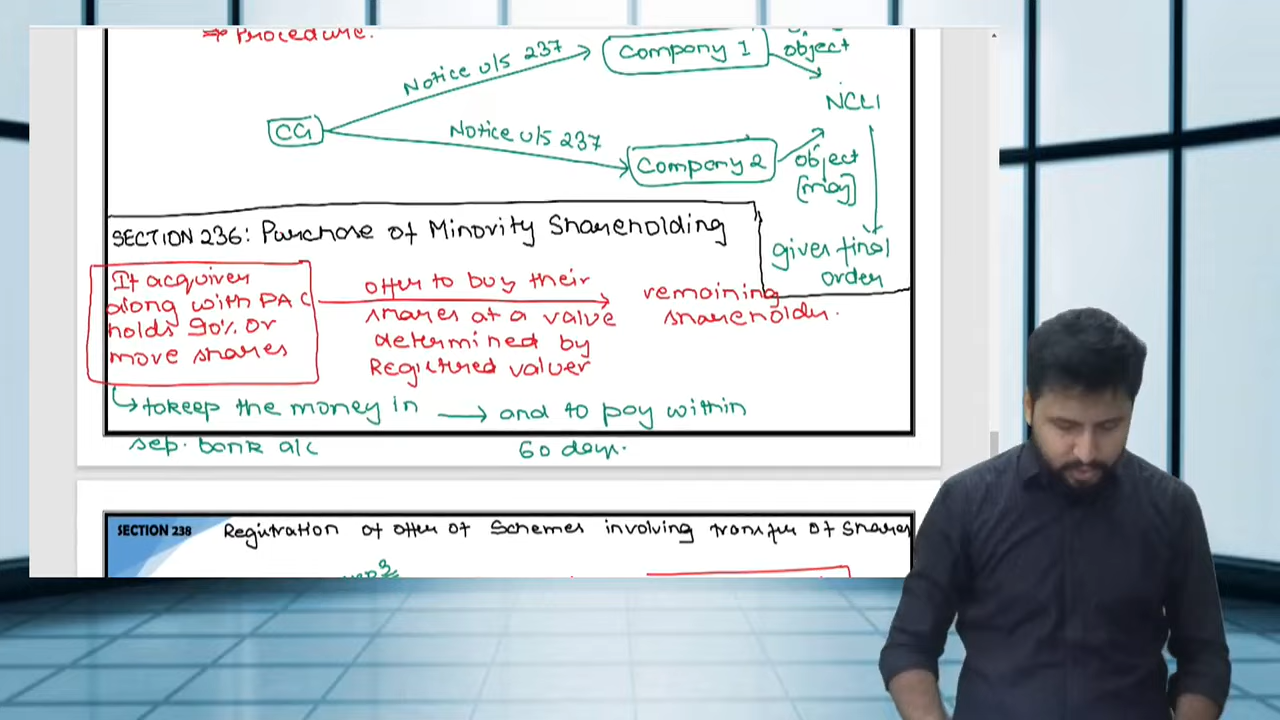 ⇒ Procedure:
Company 1
object
Notice u/s 237
NCLT
CG
Notice u/s 237
Company 2
object
[may]
gives final
order
SECTION 236: Purchase of Minority Shareholding
If acquirer
along with PAC
holds 90% or
more shares
offer to buy their
shares at a value
determined by
Registered valuer
remaining
shareholder.
to keep the money in → and to pay within
sep. bank a/c
60 days.
SECTION 238 Registration of offer of Schemes involving transfer of Shares